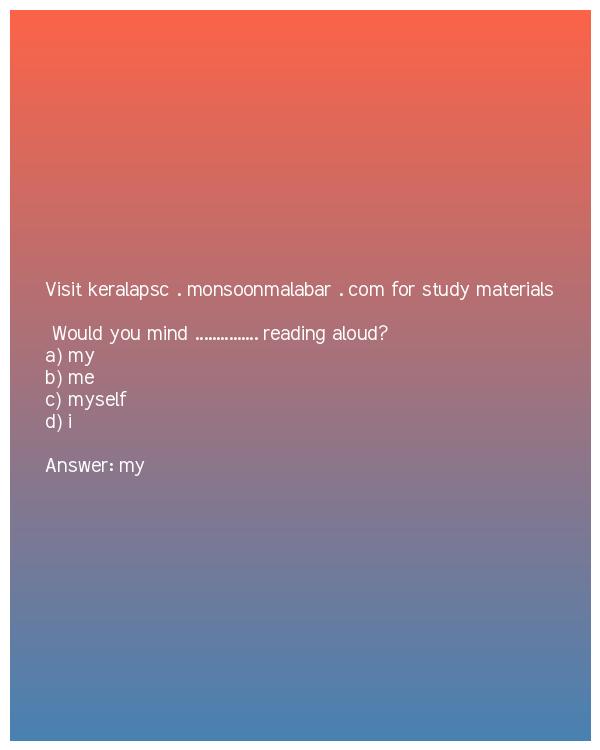 Visit keralapsc . monsoonmalabar . com for study materials
Would you mind ............... reading aloud?
a) my
b) me
c) myself
d) i
Answer: my